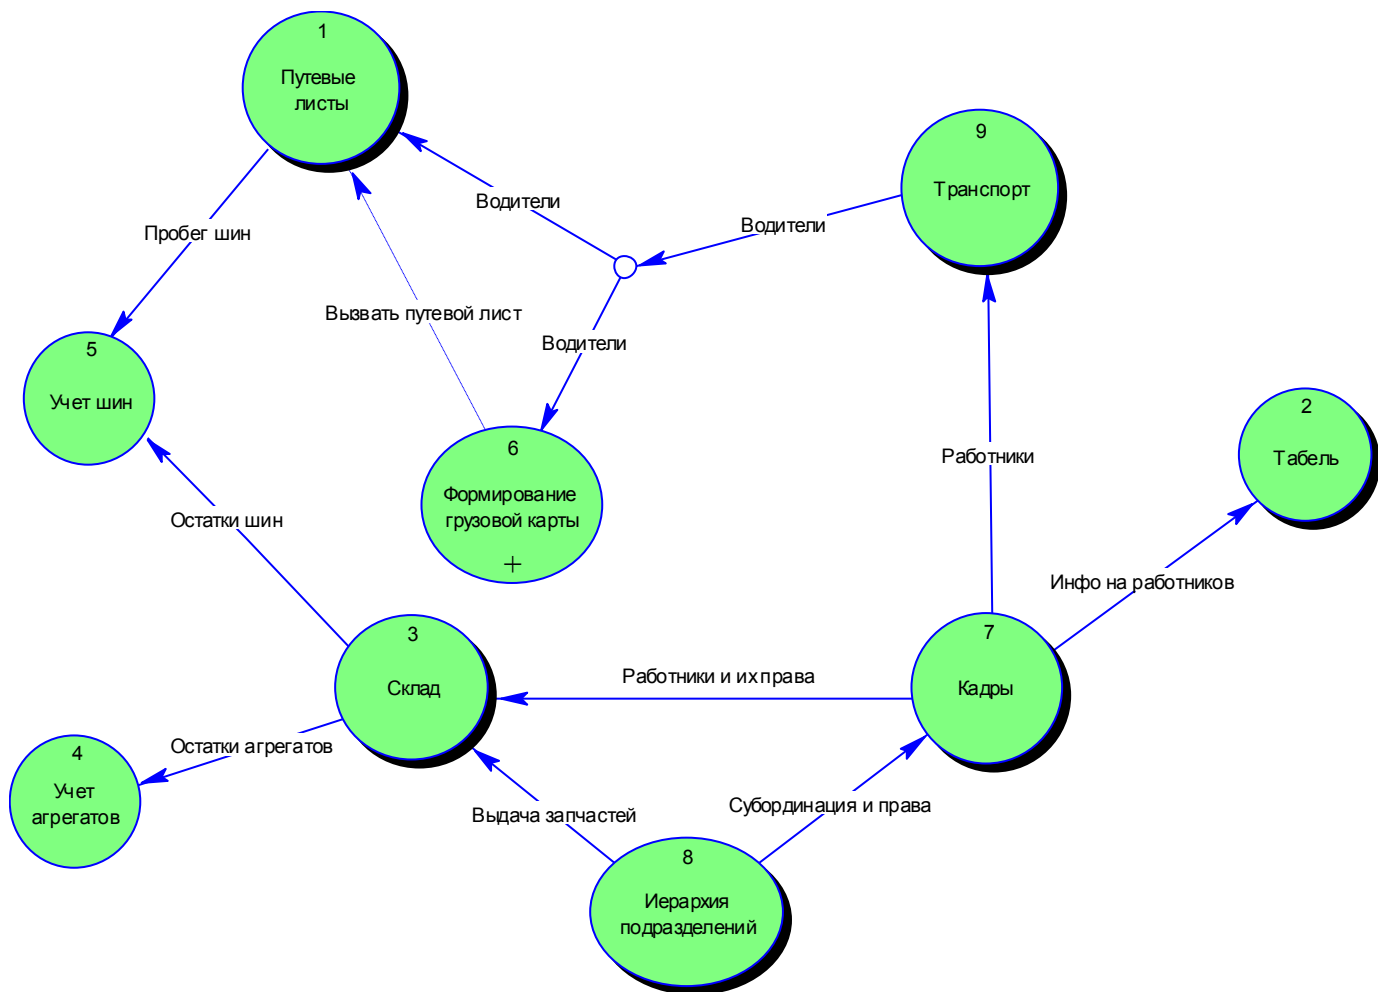 1
Путевые
листы
9
Транспорт
Водители
Водители
Пробег шин
Вызвать путевой лист
Водители
5
Учет шин
2
Табель
6
Формирование
грузовой карты
+
Работники
Остатки шин
Инфо на работников
3
Склад
7
Кадры
Работники и их права
Остатки агрегатов
4
Учет
агрегатов
Выдача запчастей
Субординация и права
8
Иерархия
подразделений